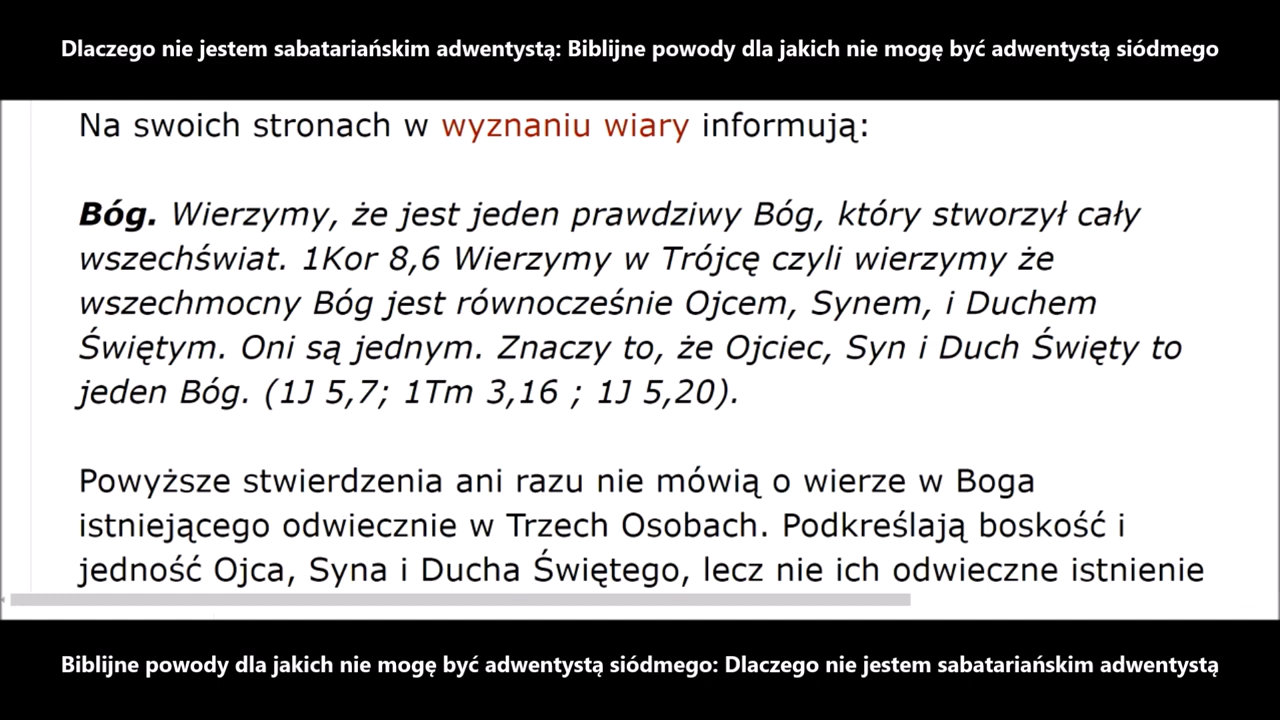 Dlaczego nie jestem sabatariańskim adwentystą: Biblijne powody dla jakich nie mogę być adwentystą siódmego
Na swoich stronach w wyznaniu wiary informują:
Bóg. Wierzymy, że jest jeden prawdziwy Bóg, który stworzył cały
wszechświat. 1Kor 8,6 Wierzymy w Trójcę czyli wierzymy że
wszechmocny Bóg jest równocześnie Ojcem, Synem, i Duchem
Świętym. Oni są jednym. Znaczy to, że Ojciec, Syn i Duch Święty to
jeden Bóg. (1J 5,7; 1Tm 3,16 ; 1J 5,20).
Powyższe stwierdzenia ani razu nie mówią o wierze w Boga
istniejącego odwiecznie w Trzech Osobach. Podkreślają boskość i
jedność Ojca, Syna i Ducha Świętego, lecz nie ich odwieczne istnienie
Biblijne powody dla jakich nie mogę być adwentystą siódmego: Dlaczego nie jestem sabatariańskim adwentystą